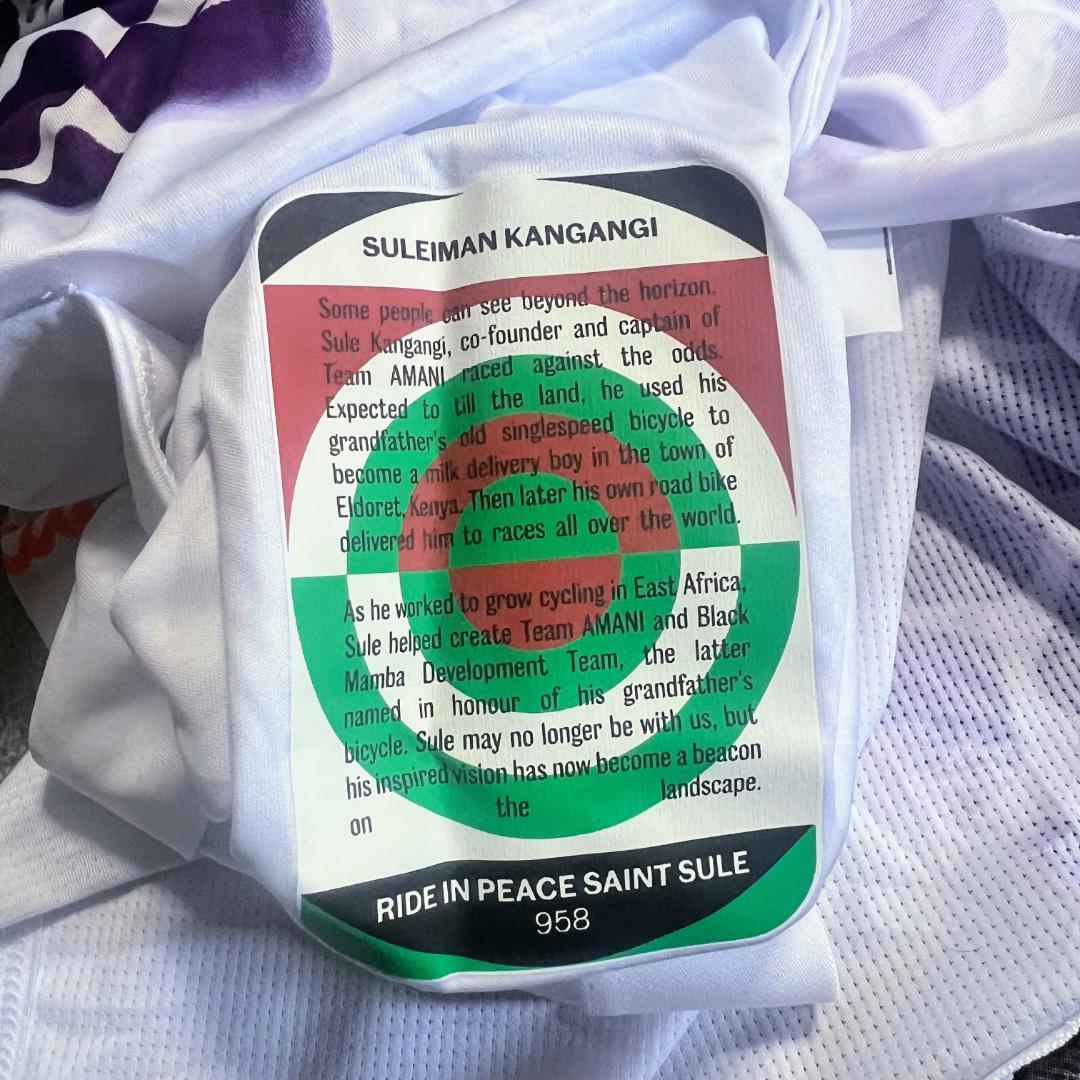 SULEIMAN KANGANGI
Some people can see beyond the horizon.
Sule Kangangi, co-founder and captain of
Team AMANI raced against the odds.
Expected to till the land, he used his
grandfather's old singlespeed bicycle to
become a milk delivery boy in the town of
Eldoret, Kenya. Then later his own road bike
delivered him to races all over the world.
As he worked to grow cycling in East Africa,
Sule helped create Team AMANI and Black
Mamba Development Team, the latter
named in honour of his grandfather's
bicycle. Sule may no longer be with us, but
his inspired vision has now become a beacon
on the landscape.
RIDE IN PEACE SAINT SULE
958